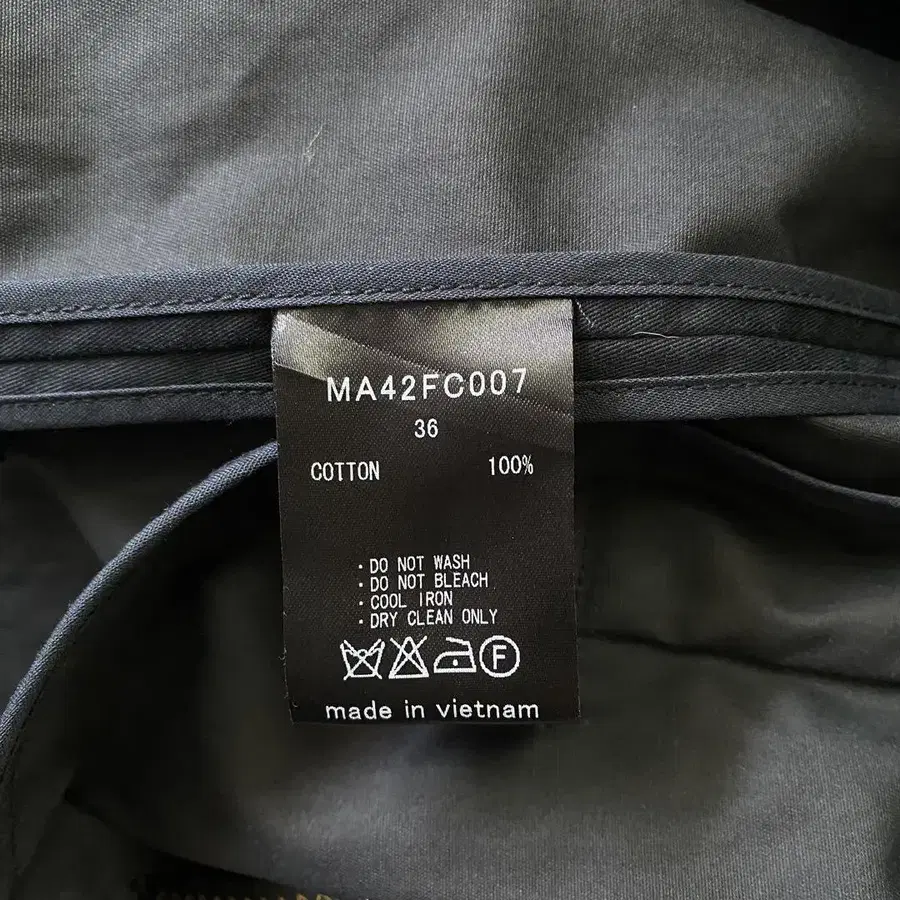 MA42FC007
36
COTTON 100%
· DO NOT WASH
· DO NOT BLEACH
· COOL IRON
· DRY CLEAN ONLY
F
made in vietnam